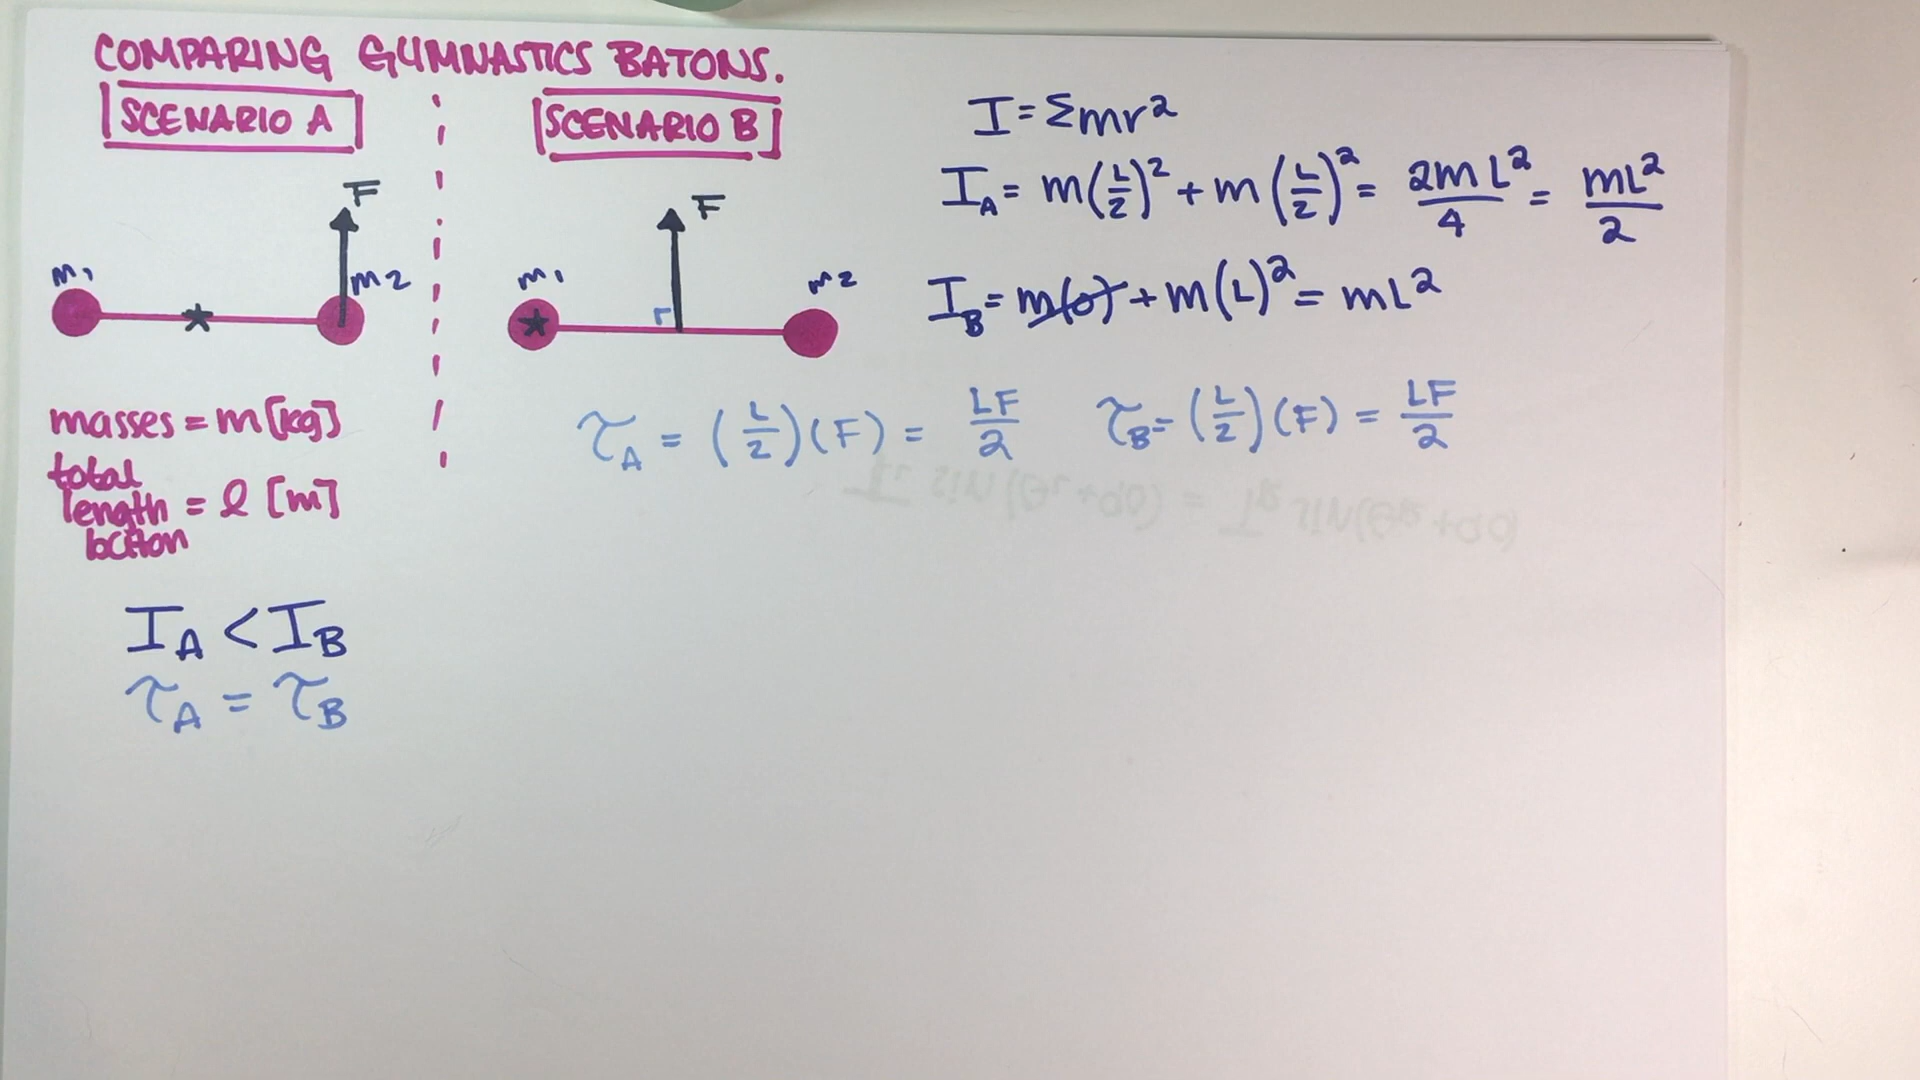 COMPARING GYMNASTICS BATONS.
SCENARIO A
SCENARIO B
F
m1
m2
F
m1
m2
r
masses = m [kg]
total
length = l [m]
baton
I = Σmr²
I_A = m(L/2)² + m(L/2)² = 2mL²/4 = mL²/2
I_B = m(0) + m(L)² = mL²
τ_A = (L/2)(F) = LF/2
τ_B = (L/2)(F) = LF/2
I_A < I_B
τ_A = τ_B